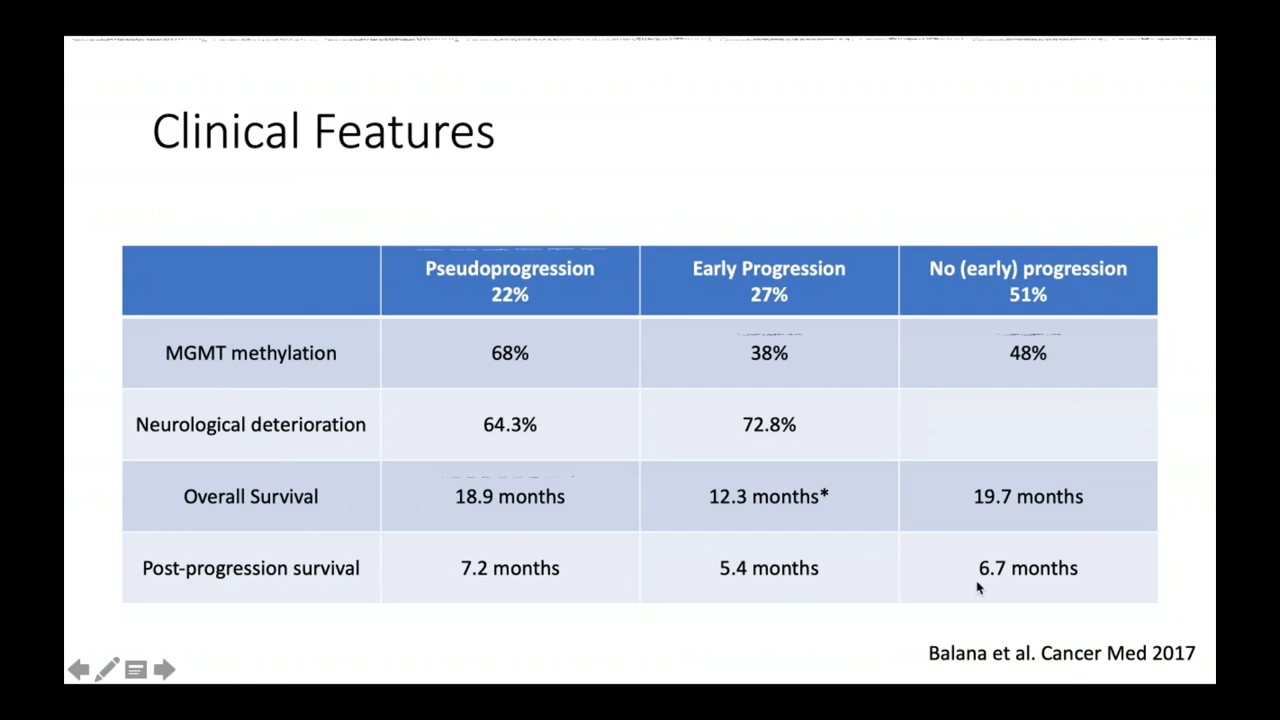 Clinical Features
Pseudoprogression
22%
Early Progression
27%
No (early) progression
51%
MGMT methylation
68%
38%
48%
Neurological deterioration
64.3%
72.8%
Overall Survival
18.9 months
12.3 months*
19.7 months
Post-progression survival
7.2 months
5.4 months
6.7 months
Balana et al. Cancer Med 2017